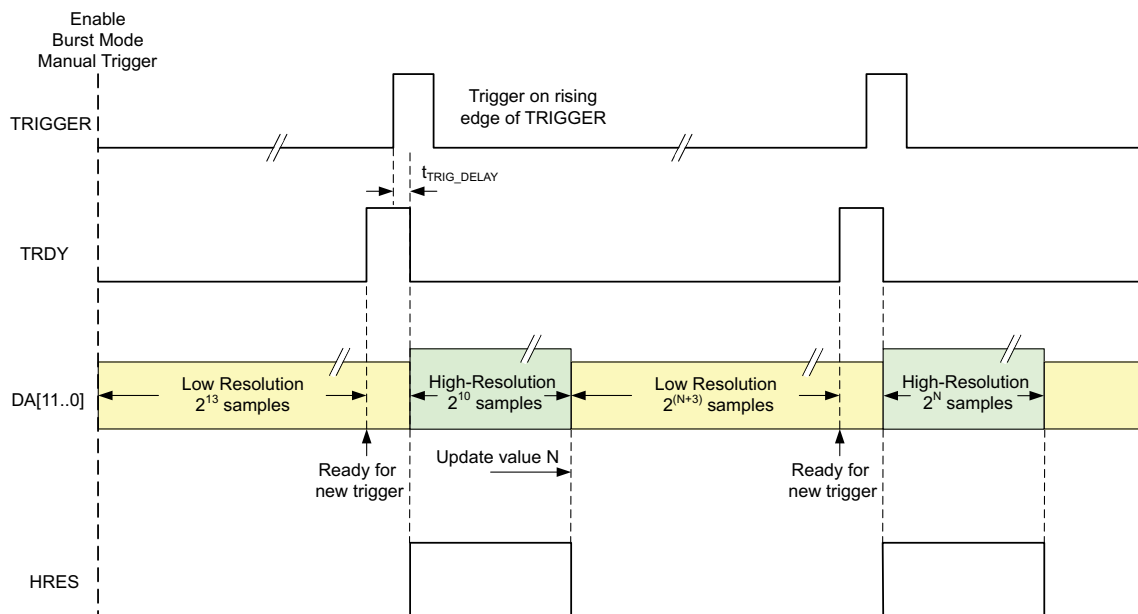 Enable
Burst Mode
Manual Trigger
TRIGGER
Trigger on rising
edge of TRIGGER
tTRIG_DELAY
TRDY
DA[11..0]
Low Resolution
2^13 samples
High-Resolution
2^10 samples
Low Resolution
2^(N+3) samples
High-Resolution
2^N samples
Ready for
new trigger
Update value N
Ready for
new trigger
HRES